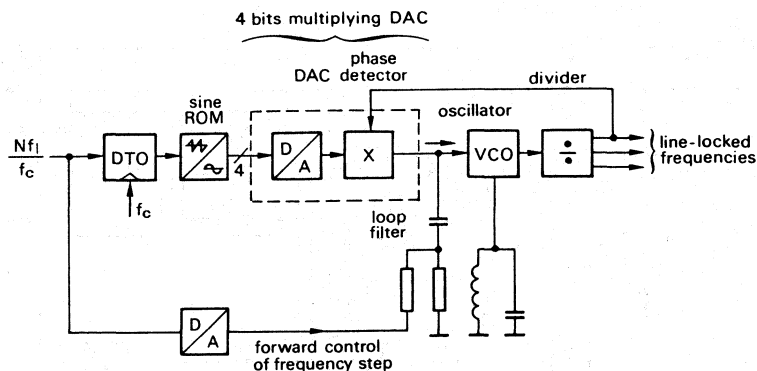 4 bits multiplying DAC
phase
DAC detector
divider
sine
ROM
oscillator
Nf₁
f꜀
DTO
4
D
A
X
VCO
÷
line-locked
frequencies
f꜀
loop
filter
D
A
forward control
of frequency step